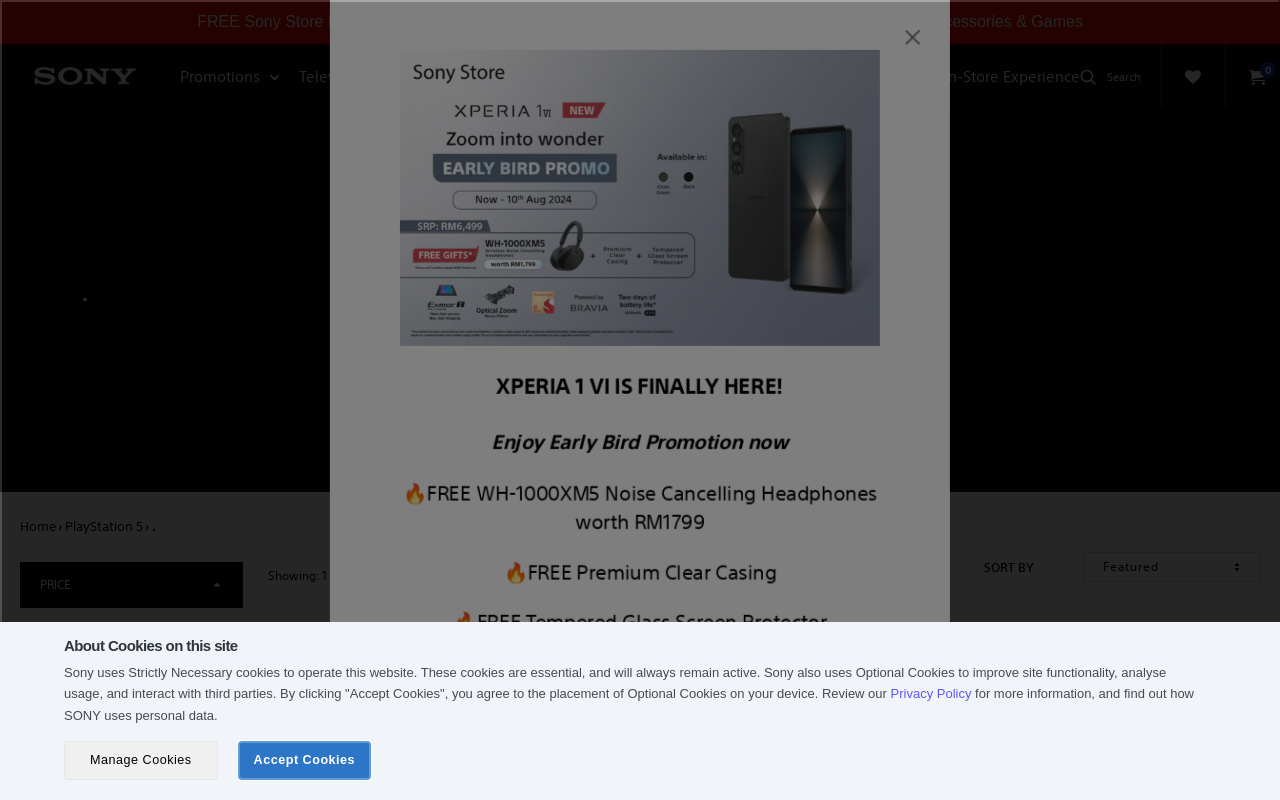 FREE Sony Store
cessories & Games
SONY
Promotions
Telev
n-Store Experience
Search
0
Sony Store
XPERIA 1 VI NEW
Zoom into wonder
EARLY BIRD PROMO
Now - 10th Aug 2024
Available in:
Khaki Green
Black
SRP: RM6,499
FREE GIFTS*
WH-1000XM5
Wireless Noise Cancelling Headphones
worth RM1,799
+ Premium Clear Casing
+ Tempered Glass Screen Protector
Exmor T
Optical Zoom
Powered by
BRAVIA
Two days of battery life*
XPERIA 1 VI IS FINALLY HERE!
Enjoy Early Bird Promotion now
🔥FREE WH-1000XM5 Noise Cancelling Headphones
worth RM1799
🔥FREE Premium Clear Casing
🔥FREE Tempered Glass Screen Protector
Home › PlayStation 5 › .
PRICE
Showing: 1
SORT BY
Featured
About Cookies on this site
Sony uses Strictly Necessary cookies to operate this website. These cookies are essential, and will always remain active. Sony also uses Optional Cookies to improve site functionality, analyse
usage, and interact with third parties. By clicking "Accept Cookies", you agree to the placement of Optional Cookies on your device. Review our Privacy Policy for more information, and find out how
SONY uses personal data.
Manage Cookies
Accept Cookies